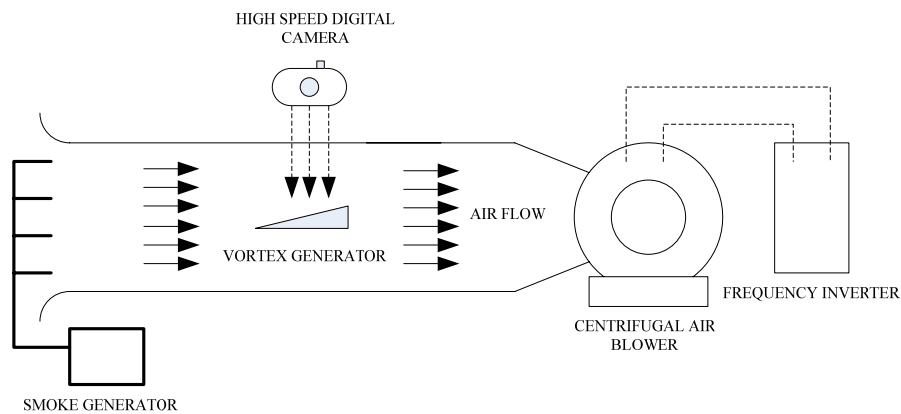 HIGH SPEED DIGITAL
CAMERA
AIR FLOW
VORTEX GENERATOR
FREQUENCY INVERTER
CENTRIFUGAL AIR
BLOWER
SMOKE GENERATOR